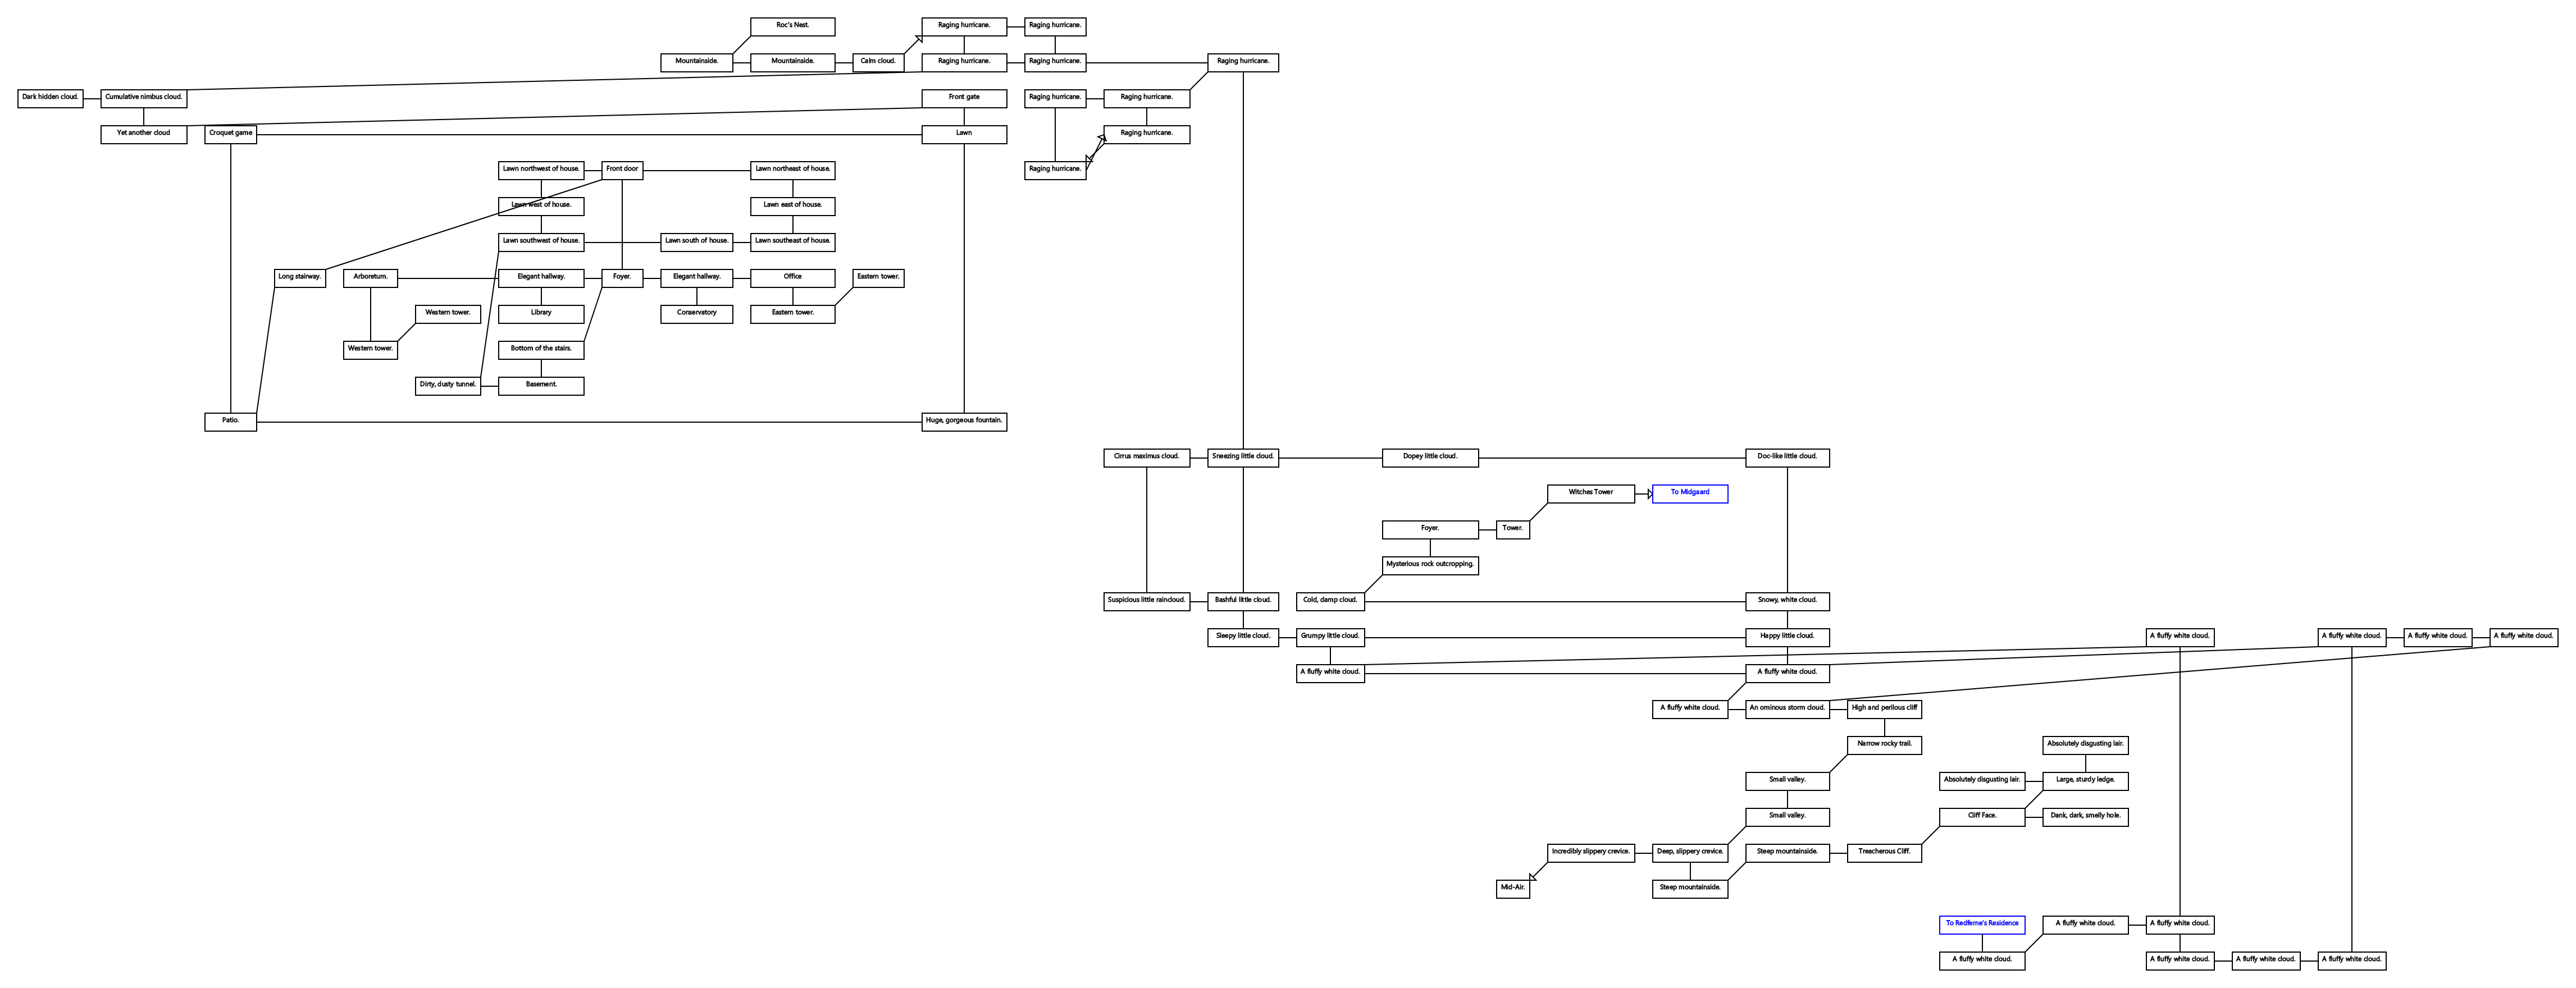 Roc's Nest.
Raging hurricane.
Raging hurricane.
Mountainside.
Mountainside.
Calm cloud.
Raging hurricane.
Raging hurricane.
Raging hurricane.
Dark hidden cloud.
Cumulative nimbus cloud.
Front gate
Raging hurricane.
Raging hurricane.
Yet another cloud
Croquet game
Lawn
Raging hurricane.
Lawn northwest of house.
Front door
Lawn northeast of house.
Raging hurricane.
Lawn west of house.
Lawn east of house.
Lawn southwest of house.
Lawn south of house.
Lawn southeast of house.
Long stairway.
Arboretum.
Elegant hallway.
Foyer.
Elegant hallway.
Office
Eastern tower.
Western tower.
Library
Conservatory
Eastern tower.
Western tower.
Bottom of the stairs.
Dirty, dusty tunnel.
Basement.
Patio.
Huge, gorgeous fountain.
Cirrus maximus cloud.
Sneezing little cloud.
Dopey little cloud.
Doc-like little cloud.
Witches Tower
To Midgaard
Foyer.
Tower.
Mysterious rock outcropping.
Suspicious little raincloud.
Bashful little cloud.
Cold, damp cloud.
Snowy, white cloud.
Sleepy little cloud.
Grumpy little cloud.
Happy little cloud.
A fluffy white cloud.
A fluffy white cloud.
A fluffy white cloud.
A fluffy white cloud.
A fluffy white cloud.
A fluffy white cloud.
A fluffy white cloud.
An ominous storm cloud.
High and perilous cliff
Narrow rocky trail.
Absolutely disgusting lair.
Small valley.
Absolutely disgusting lair.
Large, sturdy ledge.
Small valley.
Cliff Face.
Dank, dark, smelly hole.
Incredibly slippery crevice.
Deep, slippery crevice.
Steep mountainside.
Treacherous Cliff.
Mid-Air.
Steep mountainside.
To Redferne's Residence
A fluffy white cloud.
A fluffy white cloud.
A fluffy white cloud.
A fluffy white cloud.
A fluffy white cloud.
A fluffy white cloud.